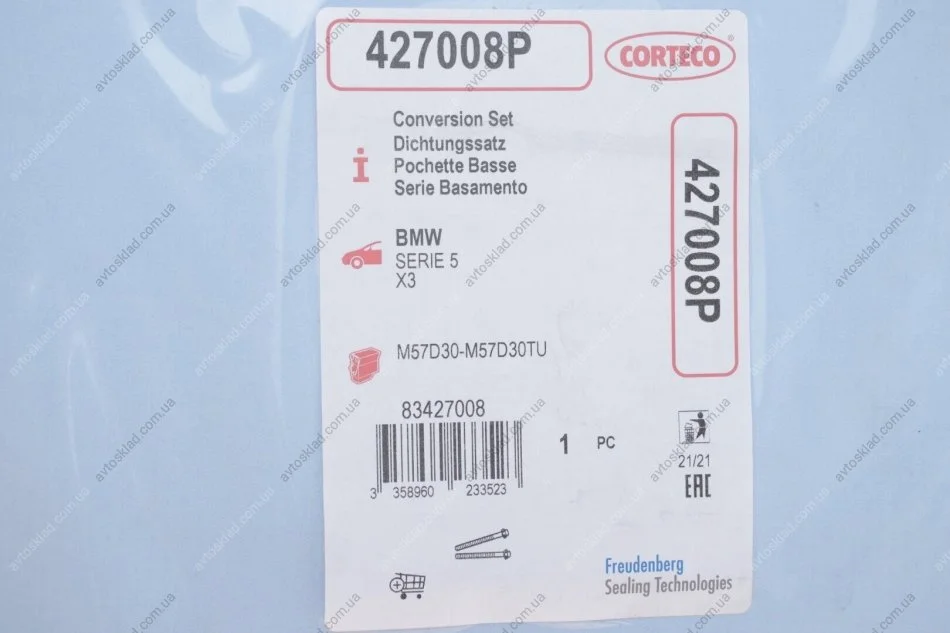 427008P
CORTECO®
Conversion Set
Dichtungssatz
Pochette Basse
Serie Basamento
i
BMW
SERIE 5
X3
427008P
M57D30-M57D30TU
83427008
3 358960 233523
1 PC
21/21
EAC
Freudenberg
Sealing Technologies
avtosklad.com.ua